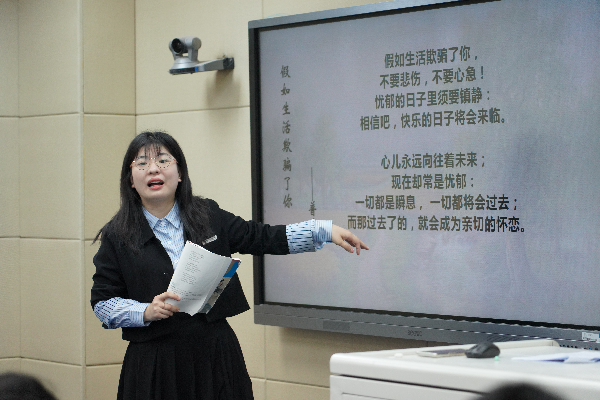 假如生活欺骗了你
假如生活欺骗了你，
不要悲伤、不要心急！
忧郁的日子里须要镇静：
相信吧，快乐的日子将会来临。
心儿永远向往着未来；
现在却常是忧郁：
一切都是瞬息，一切都将会过去；
而那过去了的，就会成为亲切的怀恋。